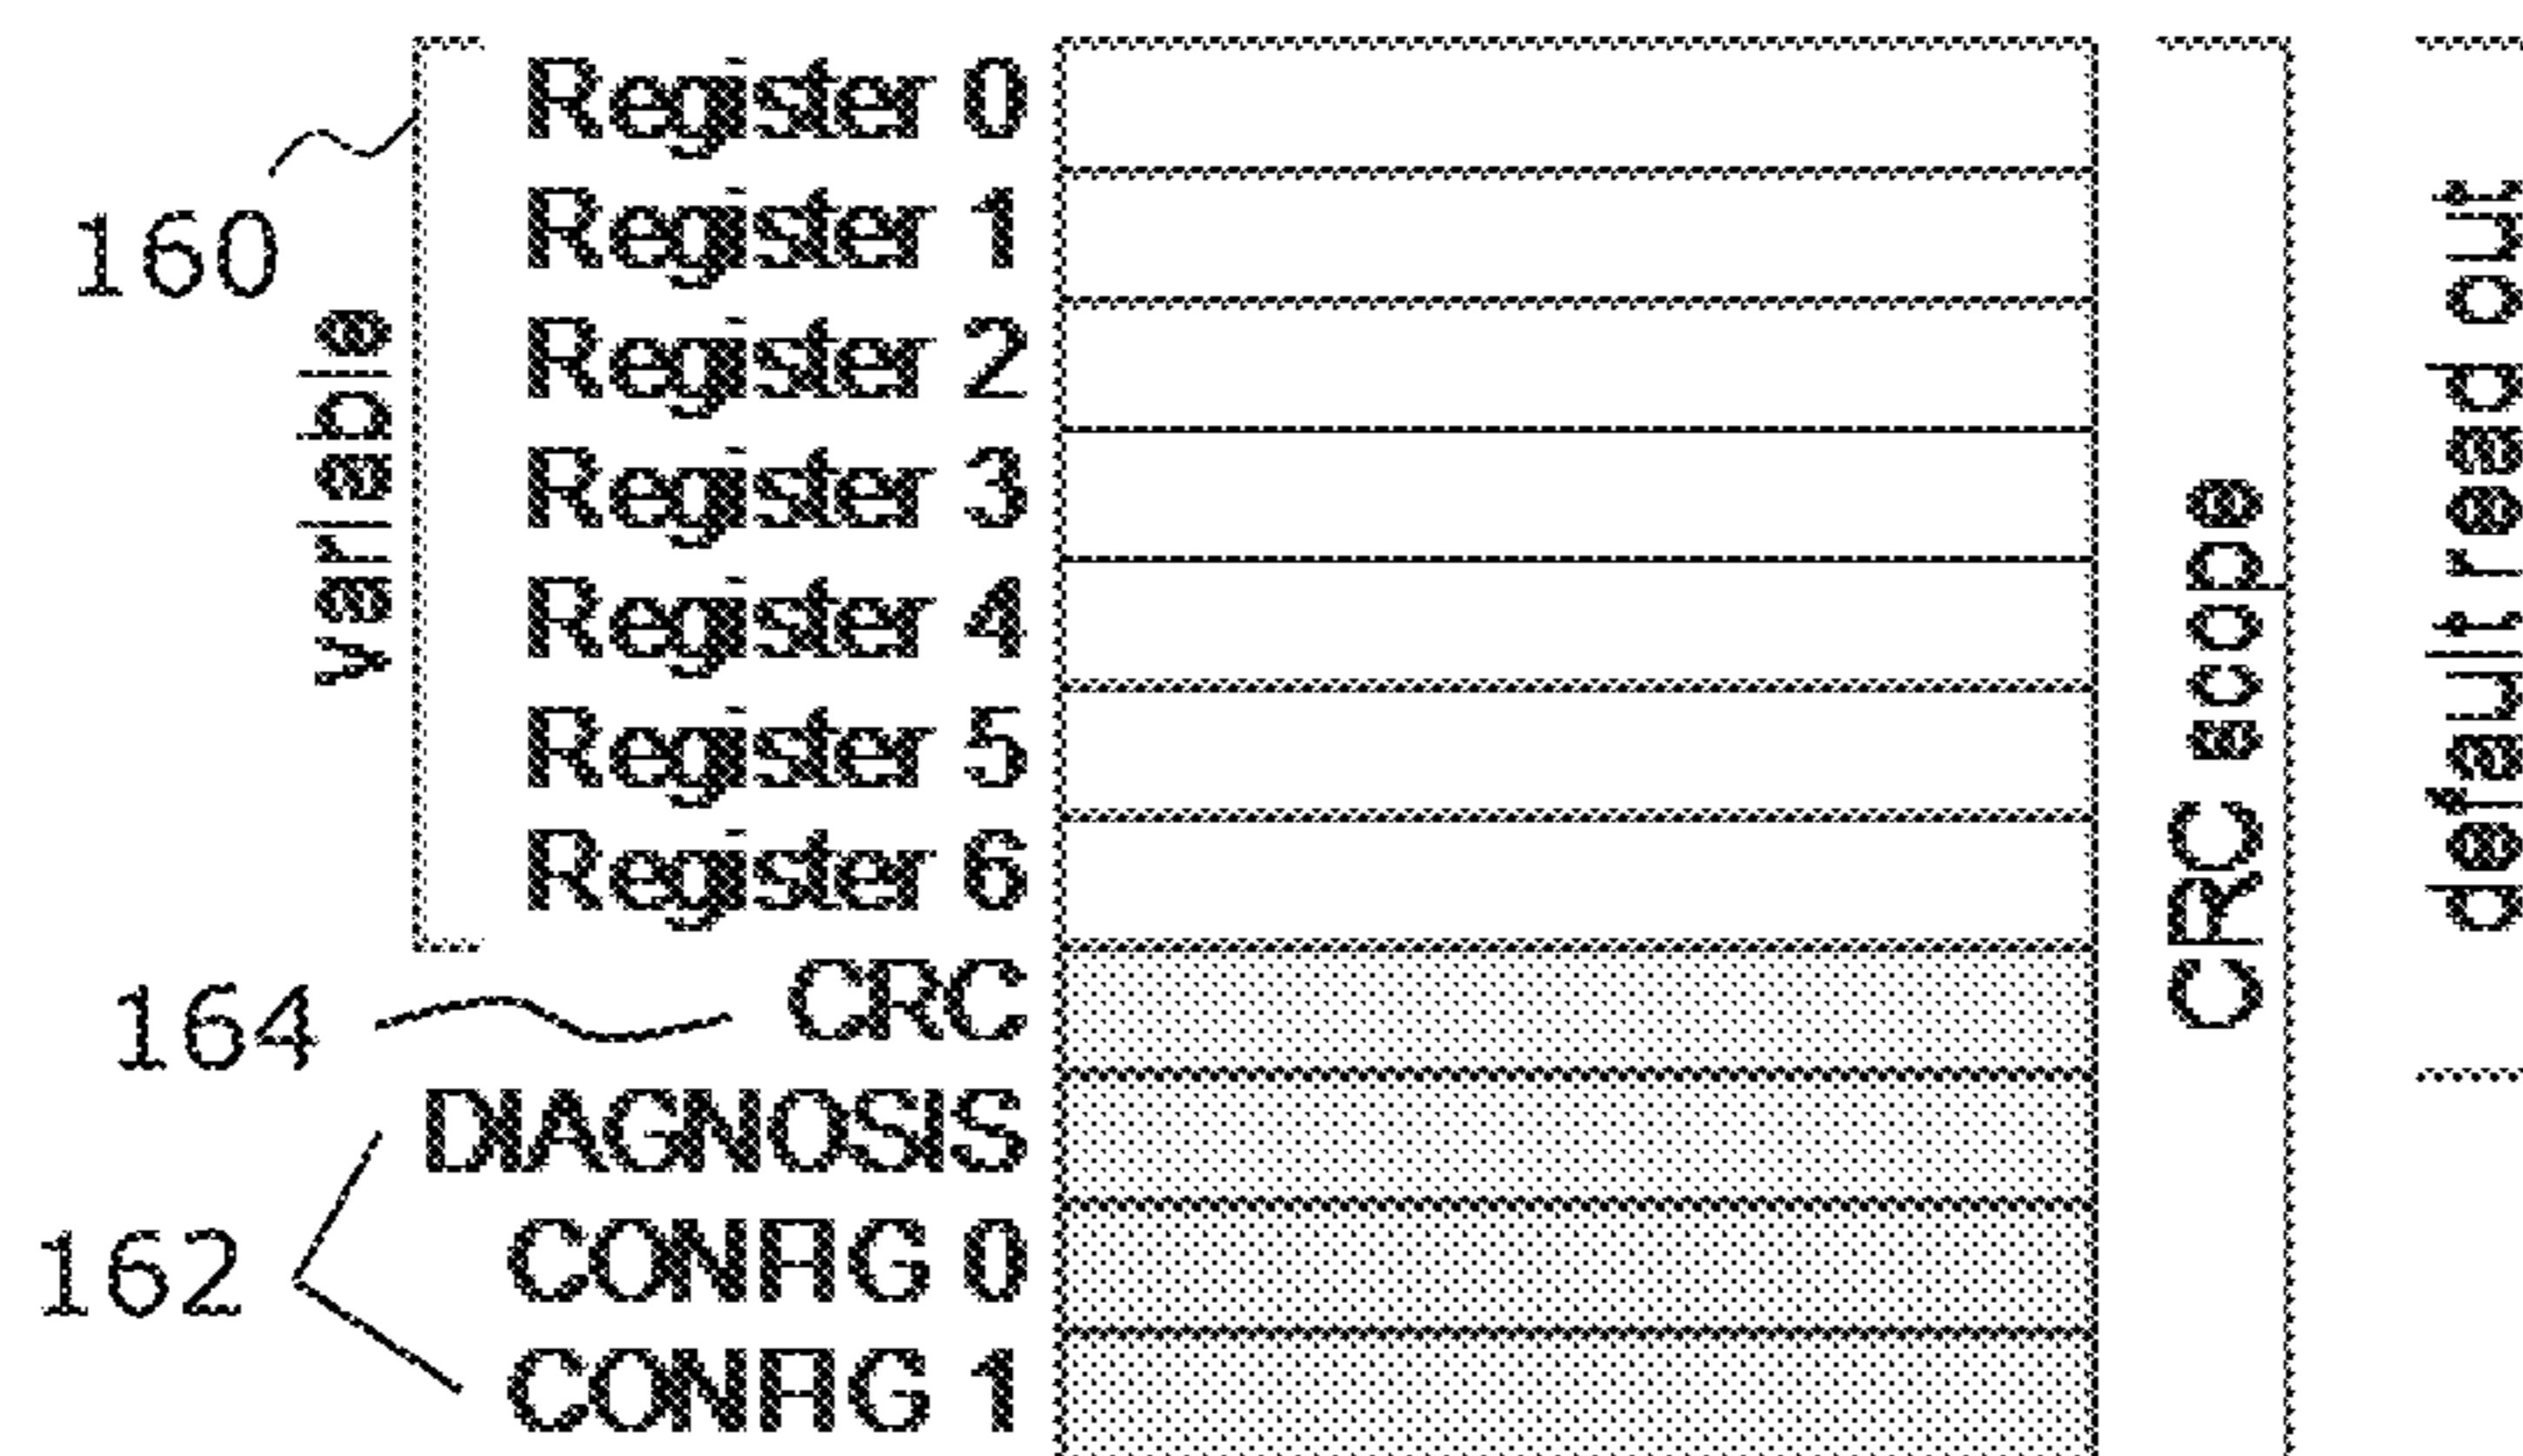 Register 0
160
Register 1
variable
Register 2
Register 3
Register 4
Register 5
Register 6
CRC scope
default read out
164
CRC
DIAGNOSIS
162
CONFIG 0
CONFIG 1